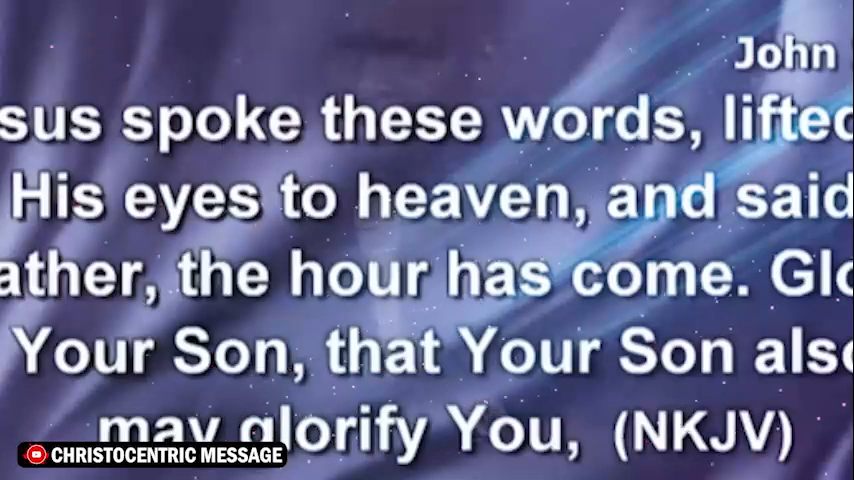 John
sus spoke these words, lifted
His eyes to heaven, and said
ather, the hour has come. Glo
Your Son, that Your Son also
may glorify You, (NKJV)
CHRISTOCENTRIC MESSAGE